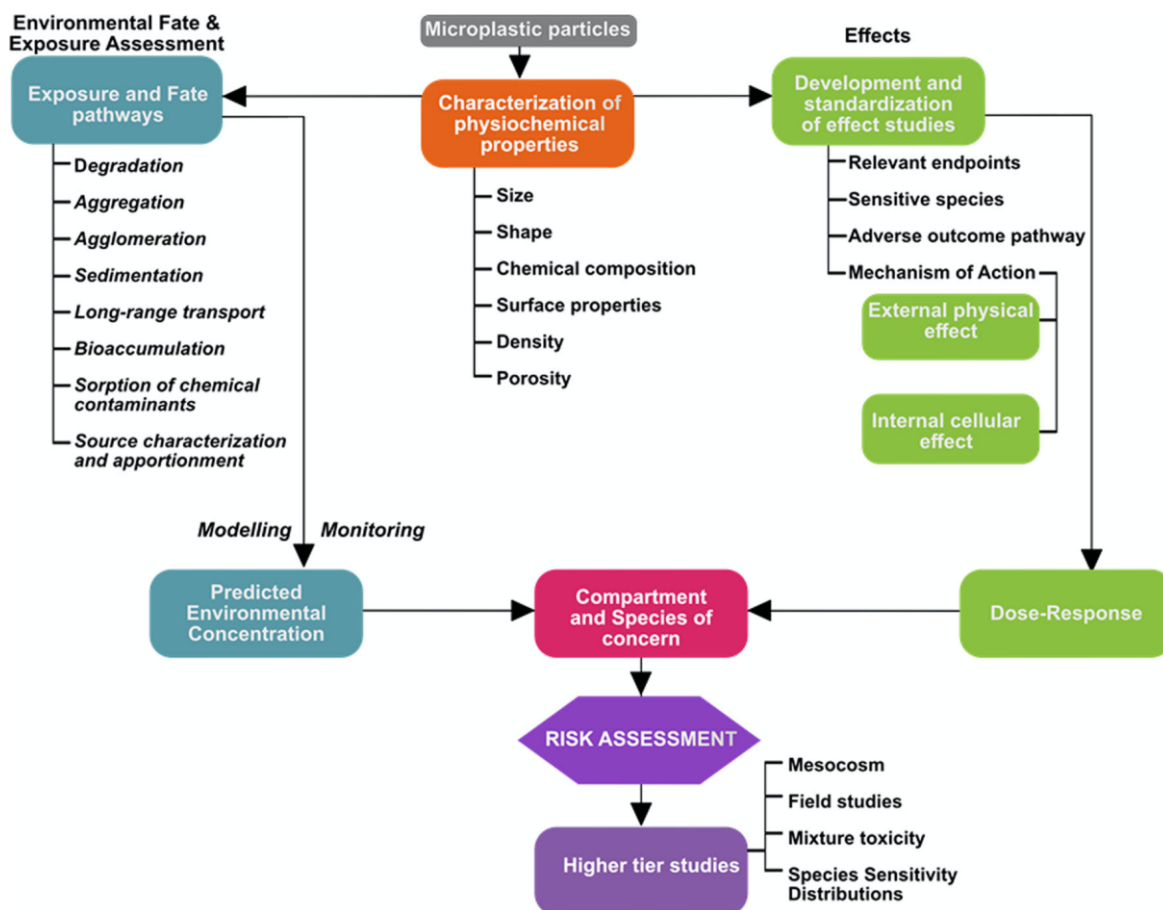 Environmental Fate &
Exposure Assessment
Microplastic particles
Effects
Exposure and Fate
pathways
Characterization of
physiochemical
properties
Development and
standardization
of effect studies
Degradation
Aggregation
Agglomeration
Sedimentation
Long-range transport
Bioaccumulation
Sorption of chemical
contaminants
Source characterization
and apportionment
Size
Shape
Chemical composition
Surface properties
Density
Porosity
Relevant endpoints
Sensitive species
Adverse outcome pathway
Mechanism of Action
External physical
effect
Internal cellular
effect
Modelling
Monitoring
Predicted
Environmental
Concentration
Compartment
and Species of
concern
Dose-Response
RISK ASSESSMENT
Higher tier studies
Mesocosm
Field studies
Mixture toxicity
Species Sensitivity
Distributions